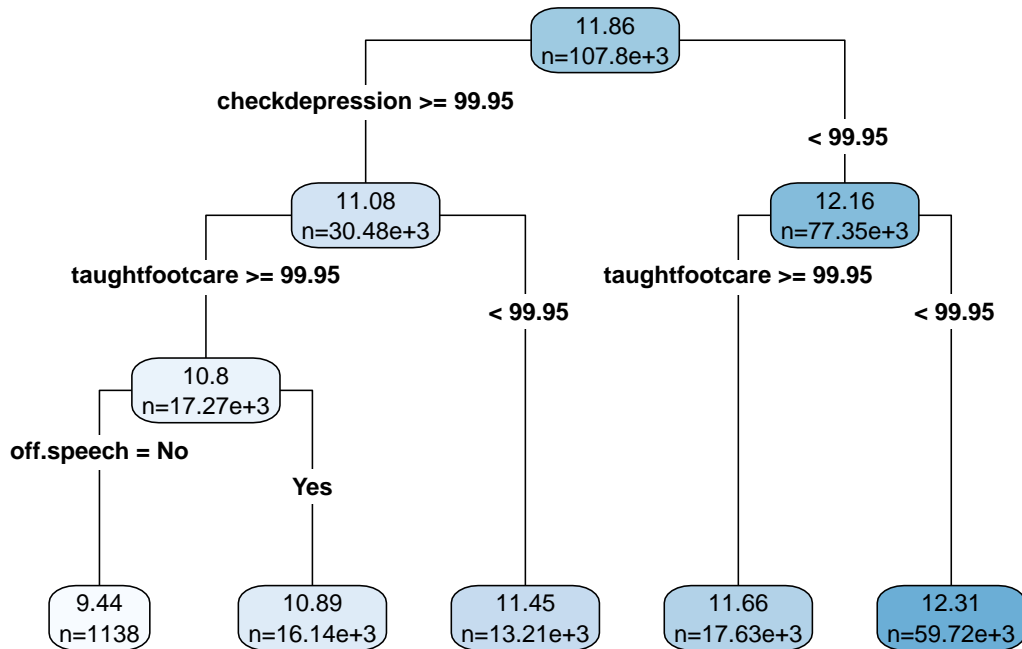 11.86
n=107.8e+3
checkdepression >= 99.95
< 99.95
11.08
n=30.48e+3
12.16
n=77.35e+3
taughtfootcare >= 99.95
< 99.95
taughtfootcare >= 99.95
< 99.95
10.8
n=17.27e+3
off.speech = No
Yes
9.44
n=1138
10.89
n=16.14e+3
11.45
n=13.21e+3
11.66
n=17.63e+3
12.31
n=59.72e+3